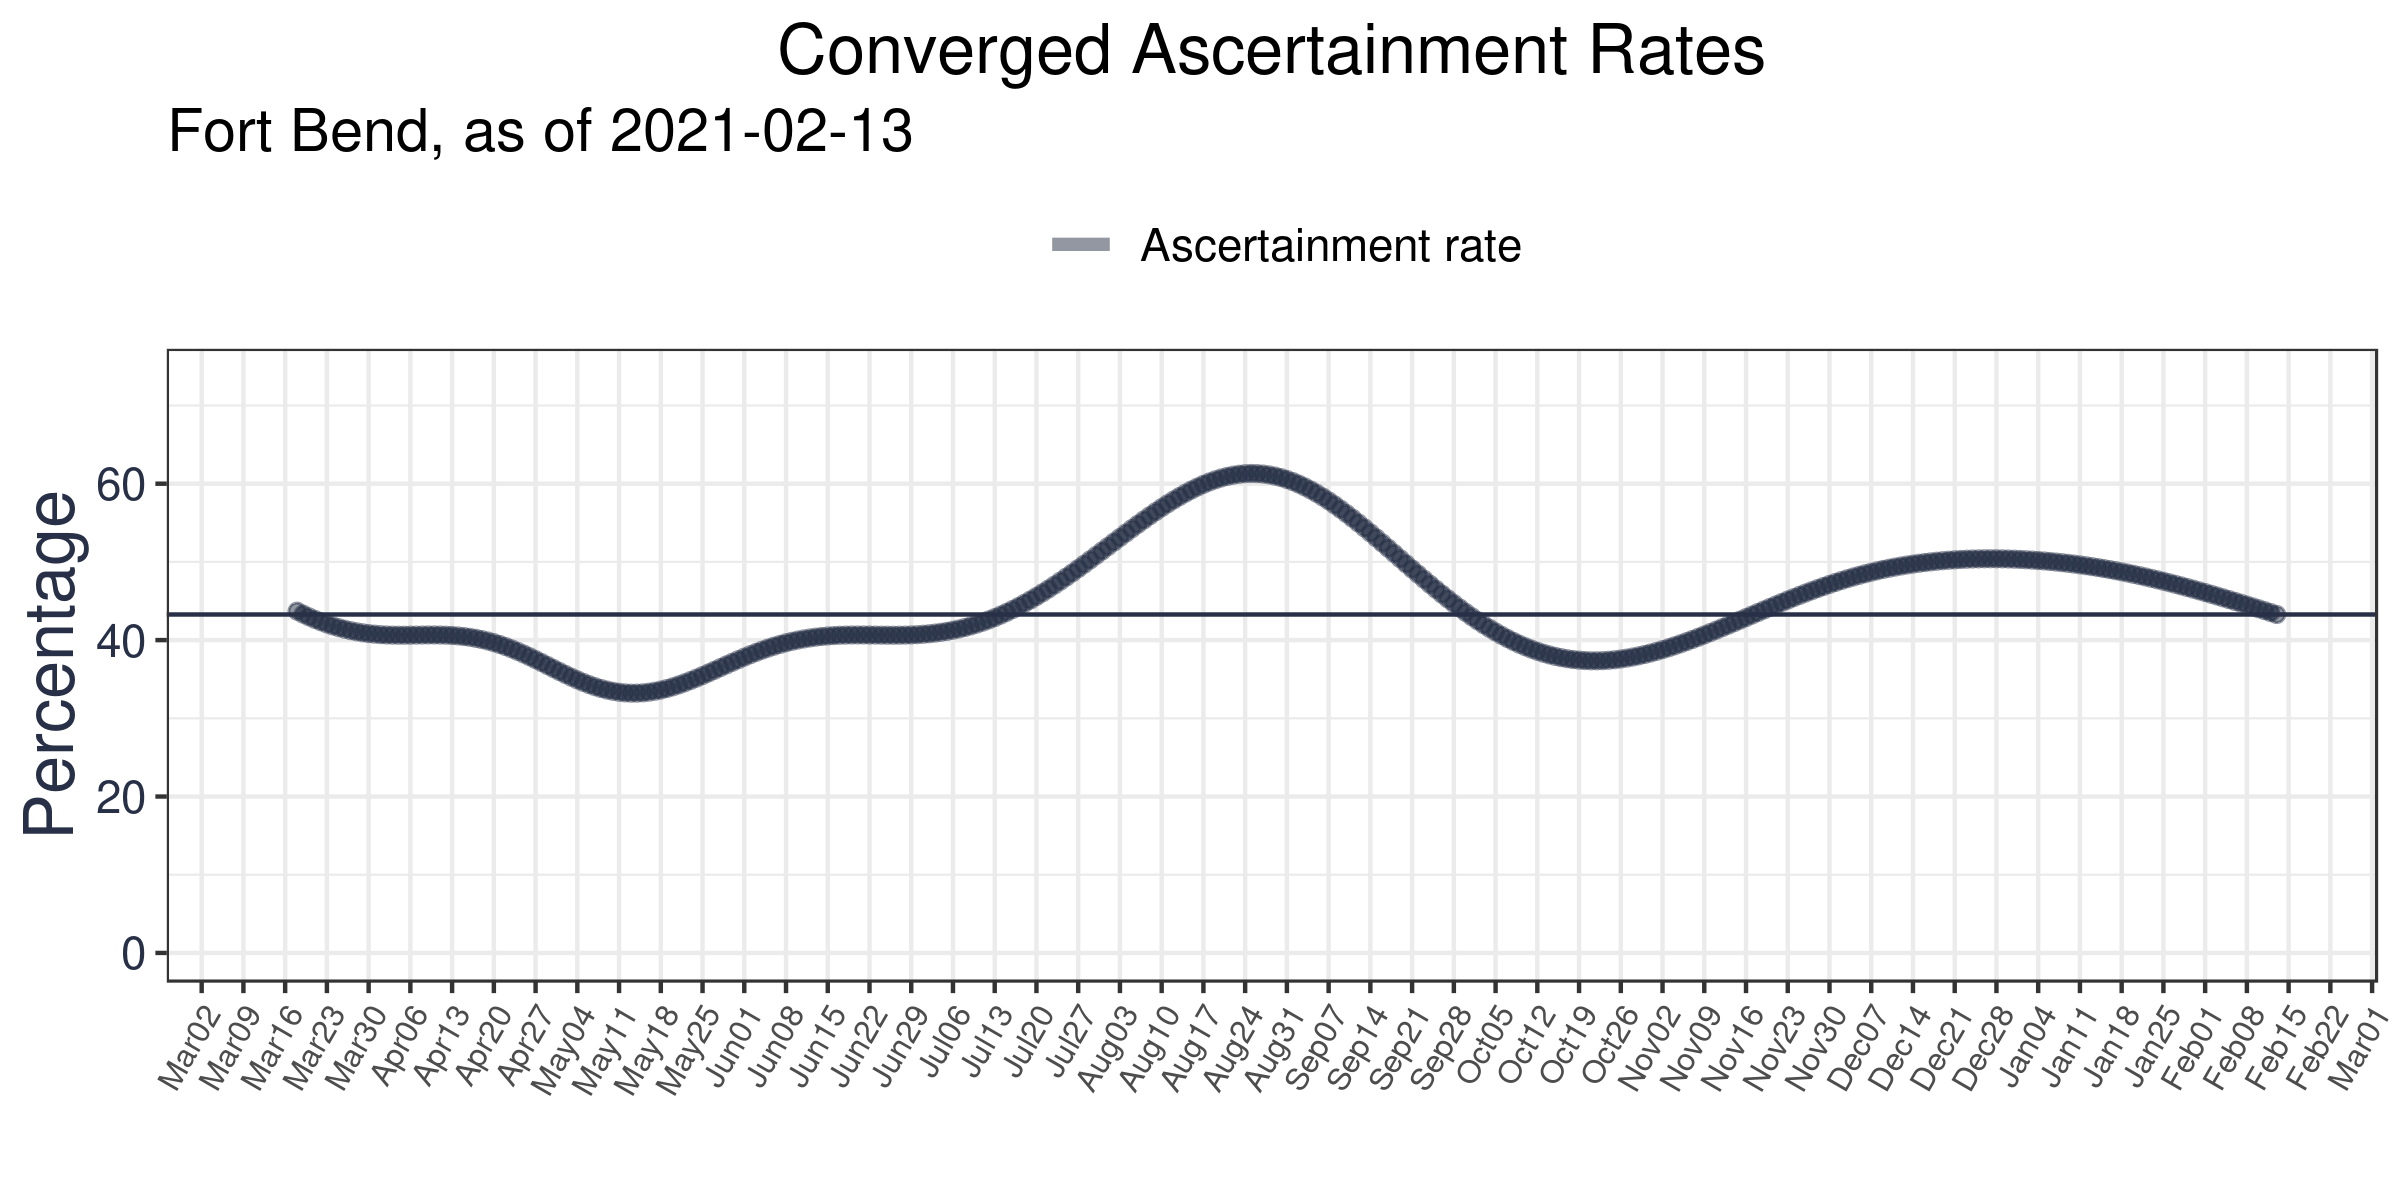 Converged Ascertainment Rates
Fort Bend, as of 2021-02-13
Ascertainment rate
Percentage
60
40
20
0
Mar02 Mar09 Mar16 Mar23 Mar30 Apr06 Apr13 Apr20 Apr27 May04 May11 May18 May25 Jun01 Jun08 Jun15 Jun22 Jun29 Jul06 Jul13 Jul20 Jul27 Aug03 Aug10 Aug17 Aug24 Aug31 Sep07 Sep14 Sep21 Sep28 Oct05 Oct12 Oct19 Oct26 Nov02 Nov09 Nov16 Nov23 Nov30 Dec07 Dec14 Dec21 Dec28 Jan04 Jan11 Jan18 Jan25 Feb01 Feb08 Feb15 Feb22 Mar01